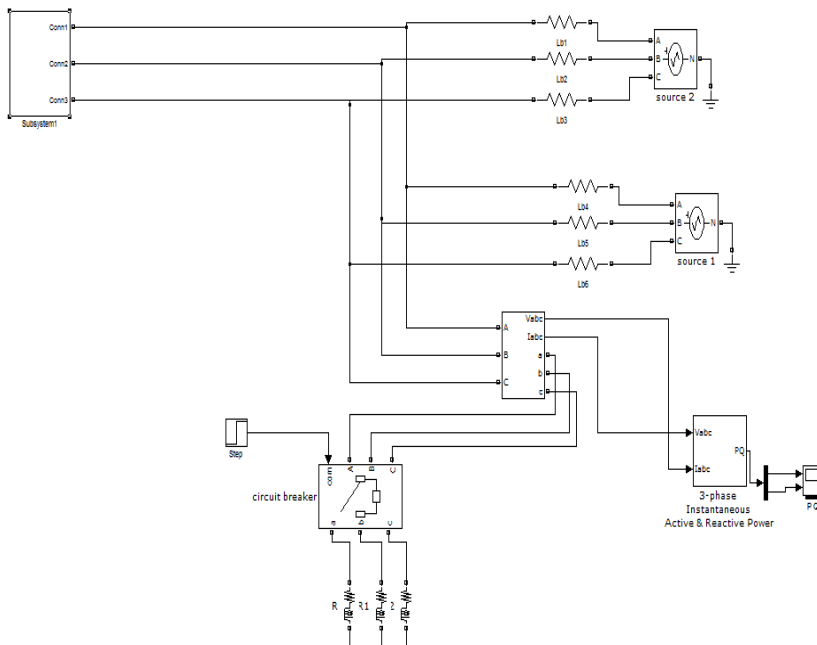 Conn1
Conn2
Conn3
Subsystem1
Lb1
Lb2
Lb3
A
B
C
N
source 2
Lb4
Lb5
Lb6
A
B
C
N
source 1
A
B
C
Vabc
Iabc
a
b
c
Step
com
A
B
C
a
b
c
circuit breaker
Vabc
Iabc
PQ
3-phase
Instantaneous
Active & Reactive Power
PQ
R
R1
2